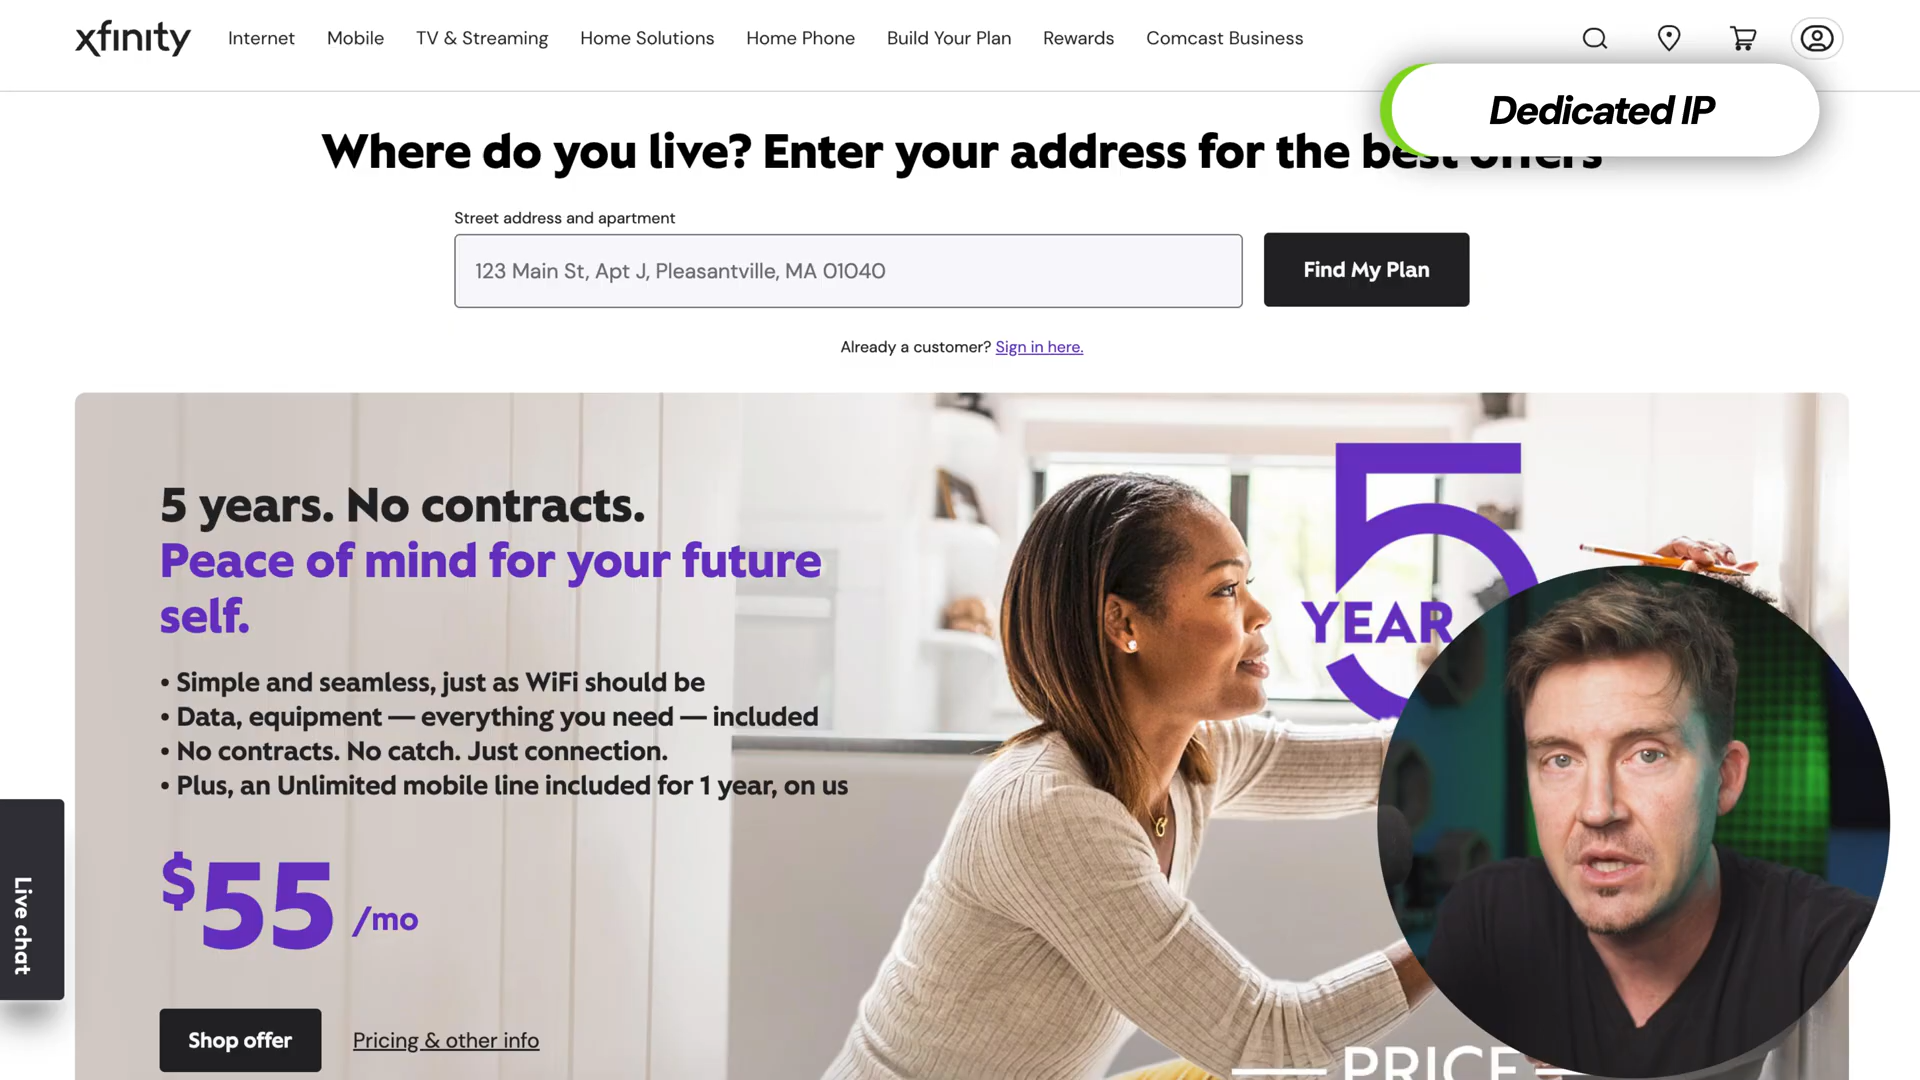 xfinity
Internet
Mobile
TV & Streaming
Home Solutions
Home Phone
Build Your Plan
Rewards
Comcast Business
Dedicated IP
Where do you live? Enter your address for the best offers
Street address and apartment
123 Main St, Apt J, Pleasantville, MA 01040
Find My Plan
Already a customer? Sign in here.
5 years. No contracts.
Peace of mind for your future
self.
• Simple and seamless, just as WiFi should be
• Data, equipment — everything you need — included
• No contracts. No catch. Just connection.
• Plus, an Unlimited mobile line included for 1 year, on us
$55 /mo
Shop offer
Pricing & other info
5
YEAR
PRICE
Live chat